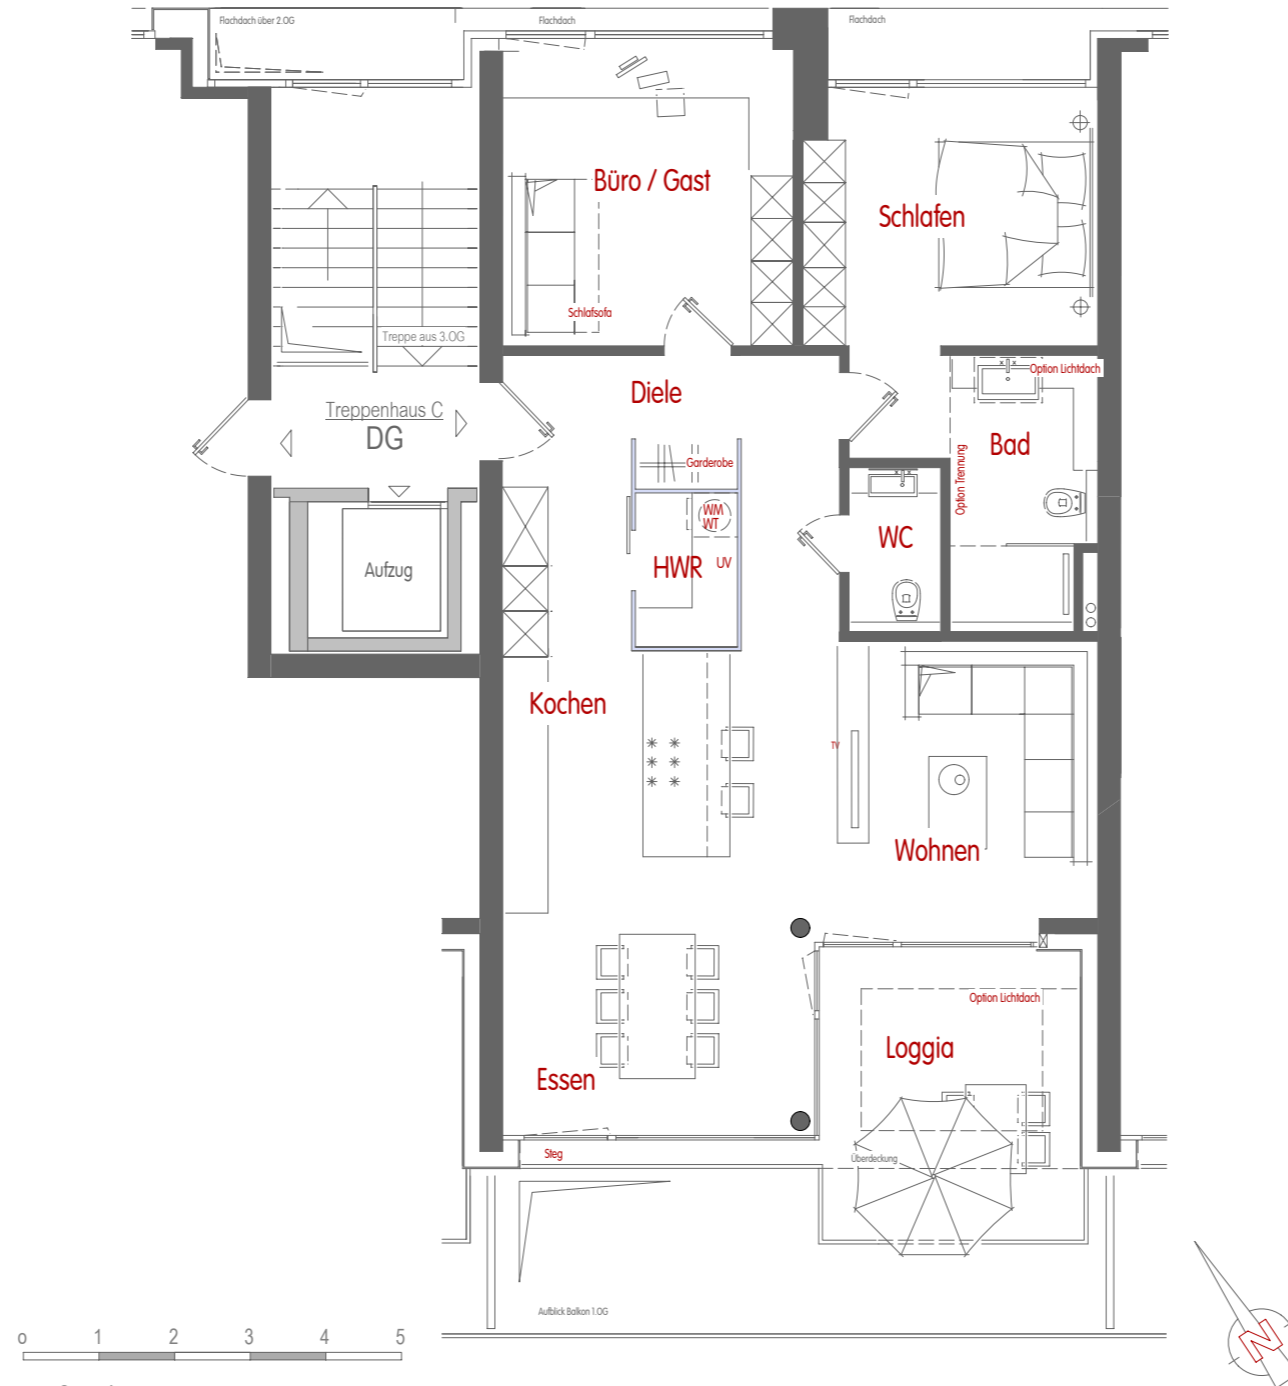 Flachdach über 2.OG
Flachdach
Flachdach
Büro / Gast
Schlafen
Schlafsofa
Treppe aus 3.OG
Option Lichtdach
Diele
Treppenhaus C
DG
Bad
Garderobe
Option Trennung
WM
WT
WC
HWR
UV
Aufzug
Kochen
TV
Wohnen
Option Lichtdach
Loggia
Essen
Steg
Überdeckung
Aufblick Balkon 1.OG
0 1 2 3 4 5
N